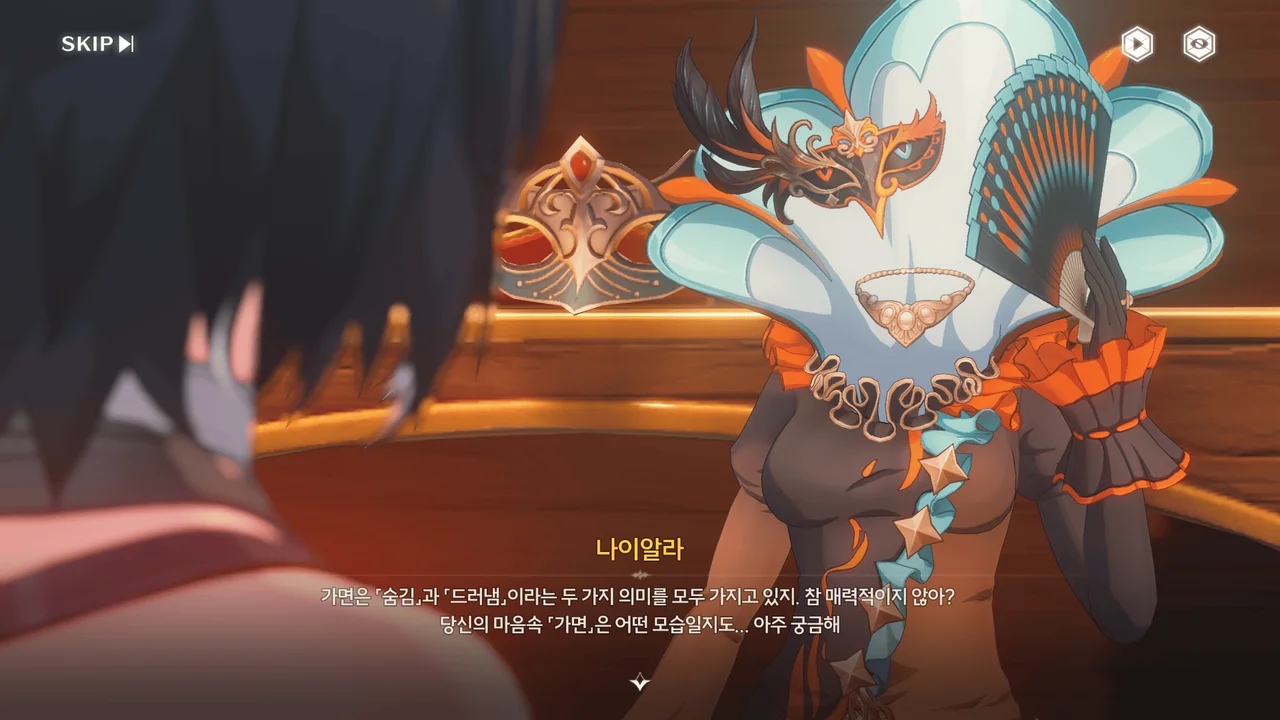 SKIP
나이알라
가면은 「숨김」과 「드러냄」이라는 두 가지 의미를 모두 가지고 있지. 참 매력적이지 않아?
당신의 마음속 「가면」은 어떤 모습일지도... 아주 궁금해